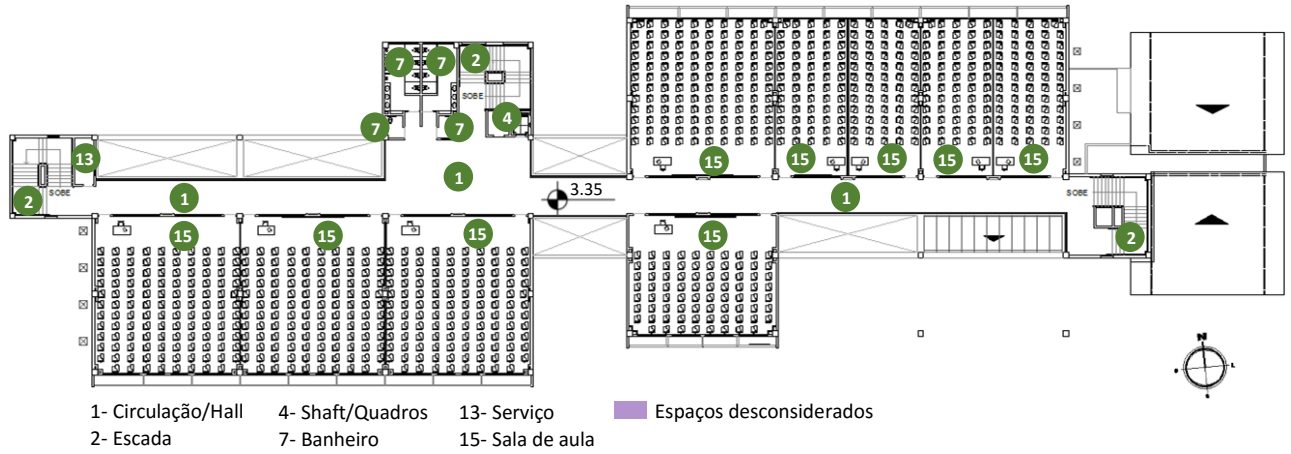 7 7 2
SOBE
4
7 7
13
15 15 15 15 15
SOBE
2
1
1
3.35
1
SOBE
2
15 15 15 15
N
1- Circulação/Hall 4- Shaft/Quadros 13- Serviço Espaços desconsiderados
2- Escada 7- Banheiro 15- Sala de aula